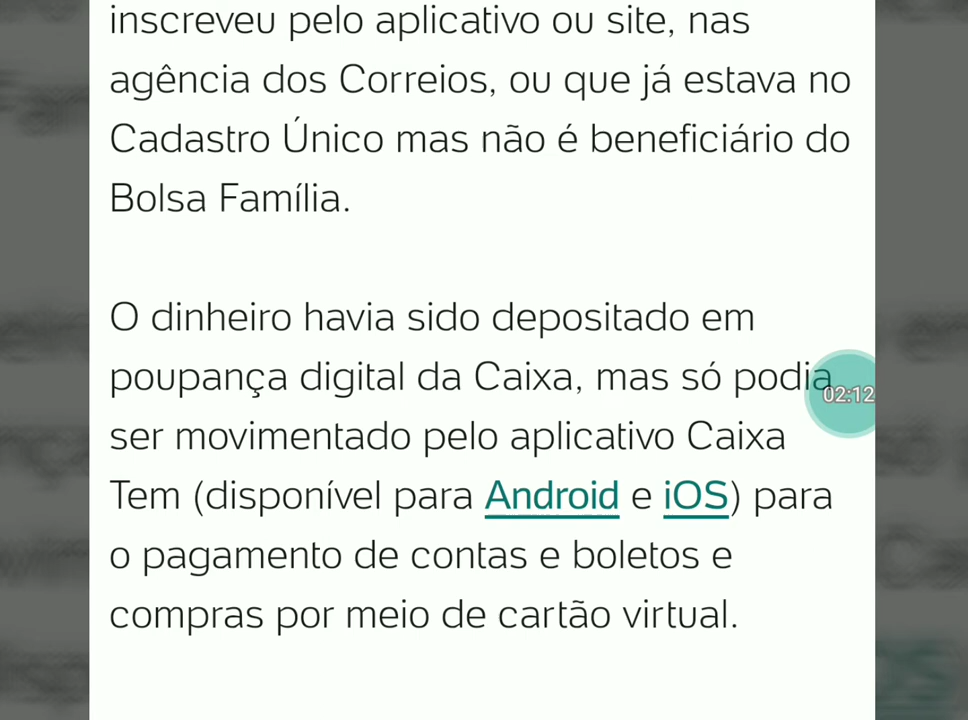 inscreveu pelo aplicativo ou site, nas
agência dos Correios, ou que já estava no
Cadastro Único mas não é beneficiário do
Bolsa Família.
O dinheiro havia sido depositado em
poupança digital da Caixa, mas só podia
02:12
ser movimentado pelo aplicativo Caixa
Tem (disponível para Android e iOS) para
o pagamento de contas e boletos e
compras por meio de cartão virtual.